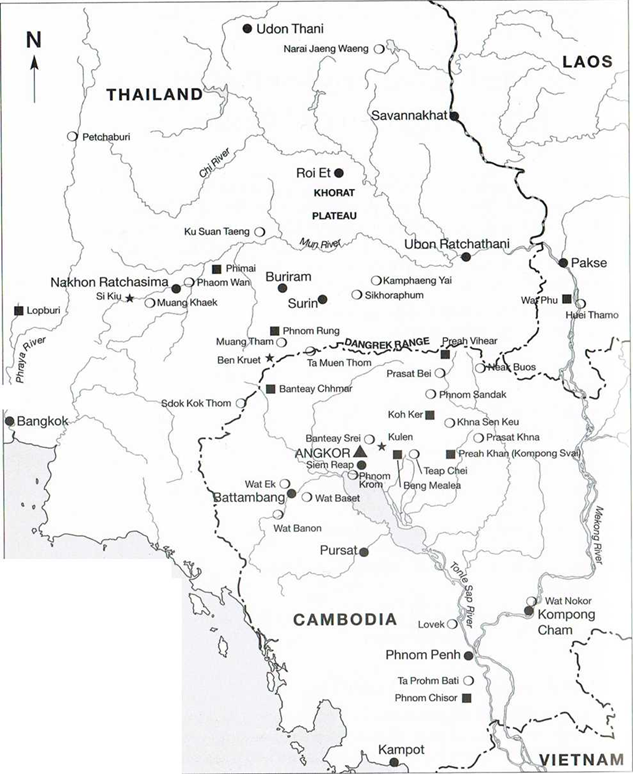 Udon Thani
N
Narai Jaeng Waeng
LAOS
THAILAND
Savannakhat
Petchaburi
Chi River
Roi Et
KHORAT
PLATEAU
Ku Suan Taeng
Mun River
Ubon Ratchathani
Phimai
Pakse
Nakhon Ratchasima
Phaom Wan
Buriram
Kamphaeng Yai
Si Kiu
Muang Khaek
Surin
Sikhoraphum
Wat Phu
Huei Thamo
Lopburi
Phnom Rung
Muang Tham
DANGREK RANGE
Preah Vihear
Phraya River
Ben Kruet
Ta Muen Thom
Prasat Bei
Neak Buos
Banteay Chhmar
Phnom Sandak
Sdok Kok Thom
Koh Ker
Khna Sen Keu
Bangkok
Banteay Srei
Kulen
Prasat Khna
ANGKOR
Preah Khan (Kompong Svai)
Siem Reap
Teap Chei
Phnom
Krom
Beng Mealea
Wat Ek
Battambang
Wat Baset
Wat Banon
Mekong River
Pursat
Tonle Sap River
Wat Nokor
Kompong
Cham
CAMBODIA
Lovek
Phnom Penh
Ta Prohm Bati
Phnom Chisor
Kampot
VIETNAM